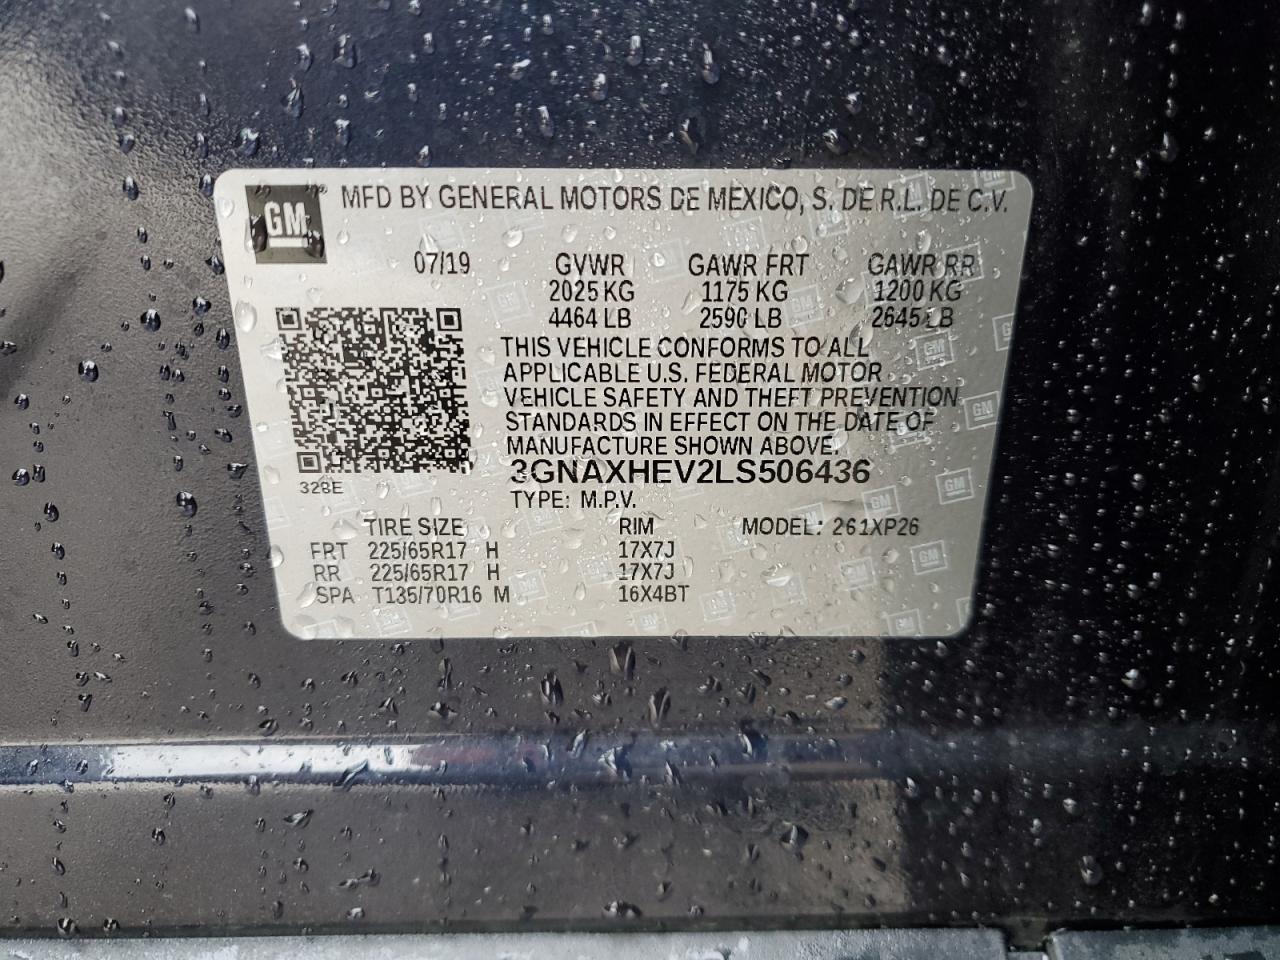 GM MFD BY GENERAL MOTORS DE MEXICO, S. DE R.L. DE C.V.
07/19 GVWR GAWR FRT GAWR RR
2025 KG 1175 KG 1200 KG
4464 LB 2590 LB 2645 LB
THIS VEHICLE CONFORMS TO ALL
APPLICABLE U.S. FEDERAL MOTOR
VEHICLE SAFETY AND THEFT PREVENTION
STANDARDS IN EFFECT ON THE DATE OF
MANUFACTURE SHOWN ABOVE.
3GNAXHEV2LS506436
328E
TYPE: M.P.V.
TIRE SIZE RIM MODEL: 261XP26
FRT 225/65R17 H 17X7J
RR 225/65R17 H 17X7J
SPA T135/70R16 M 16X4BT